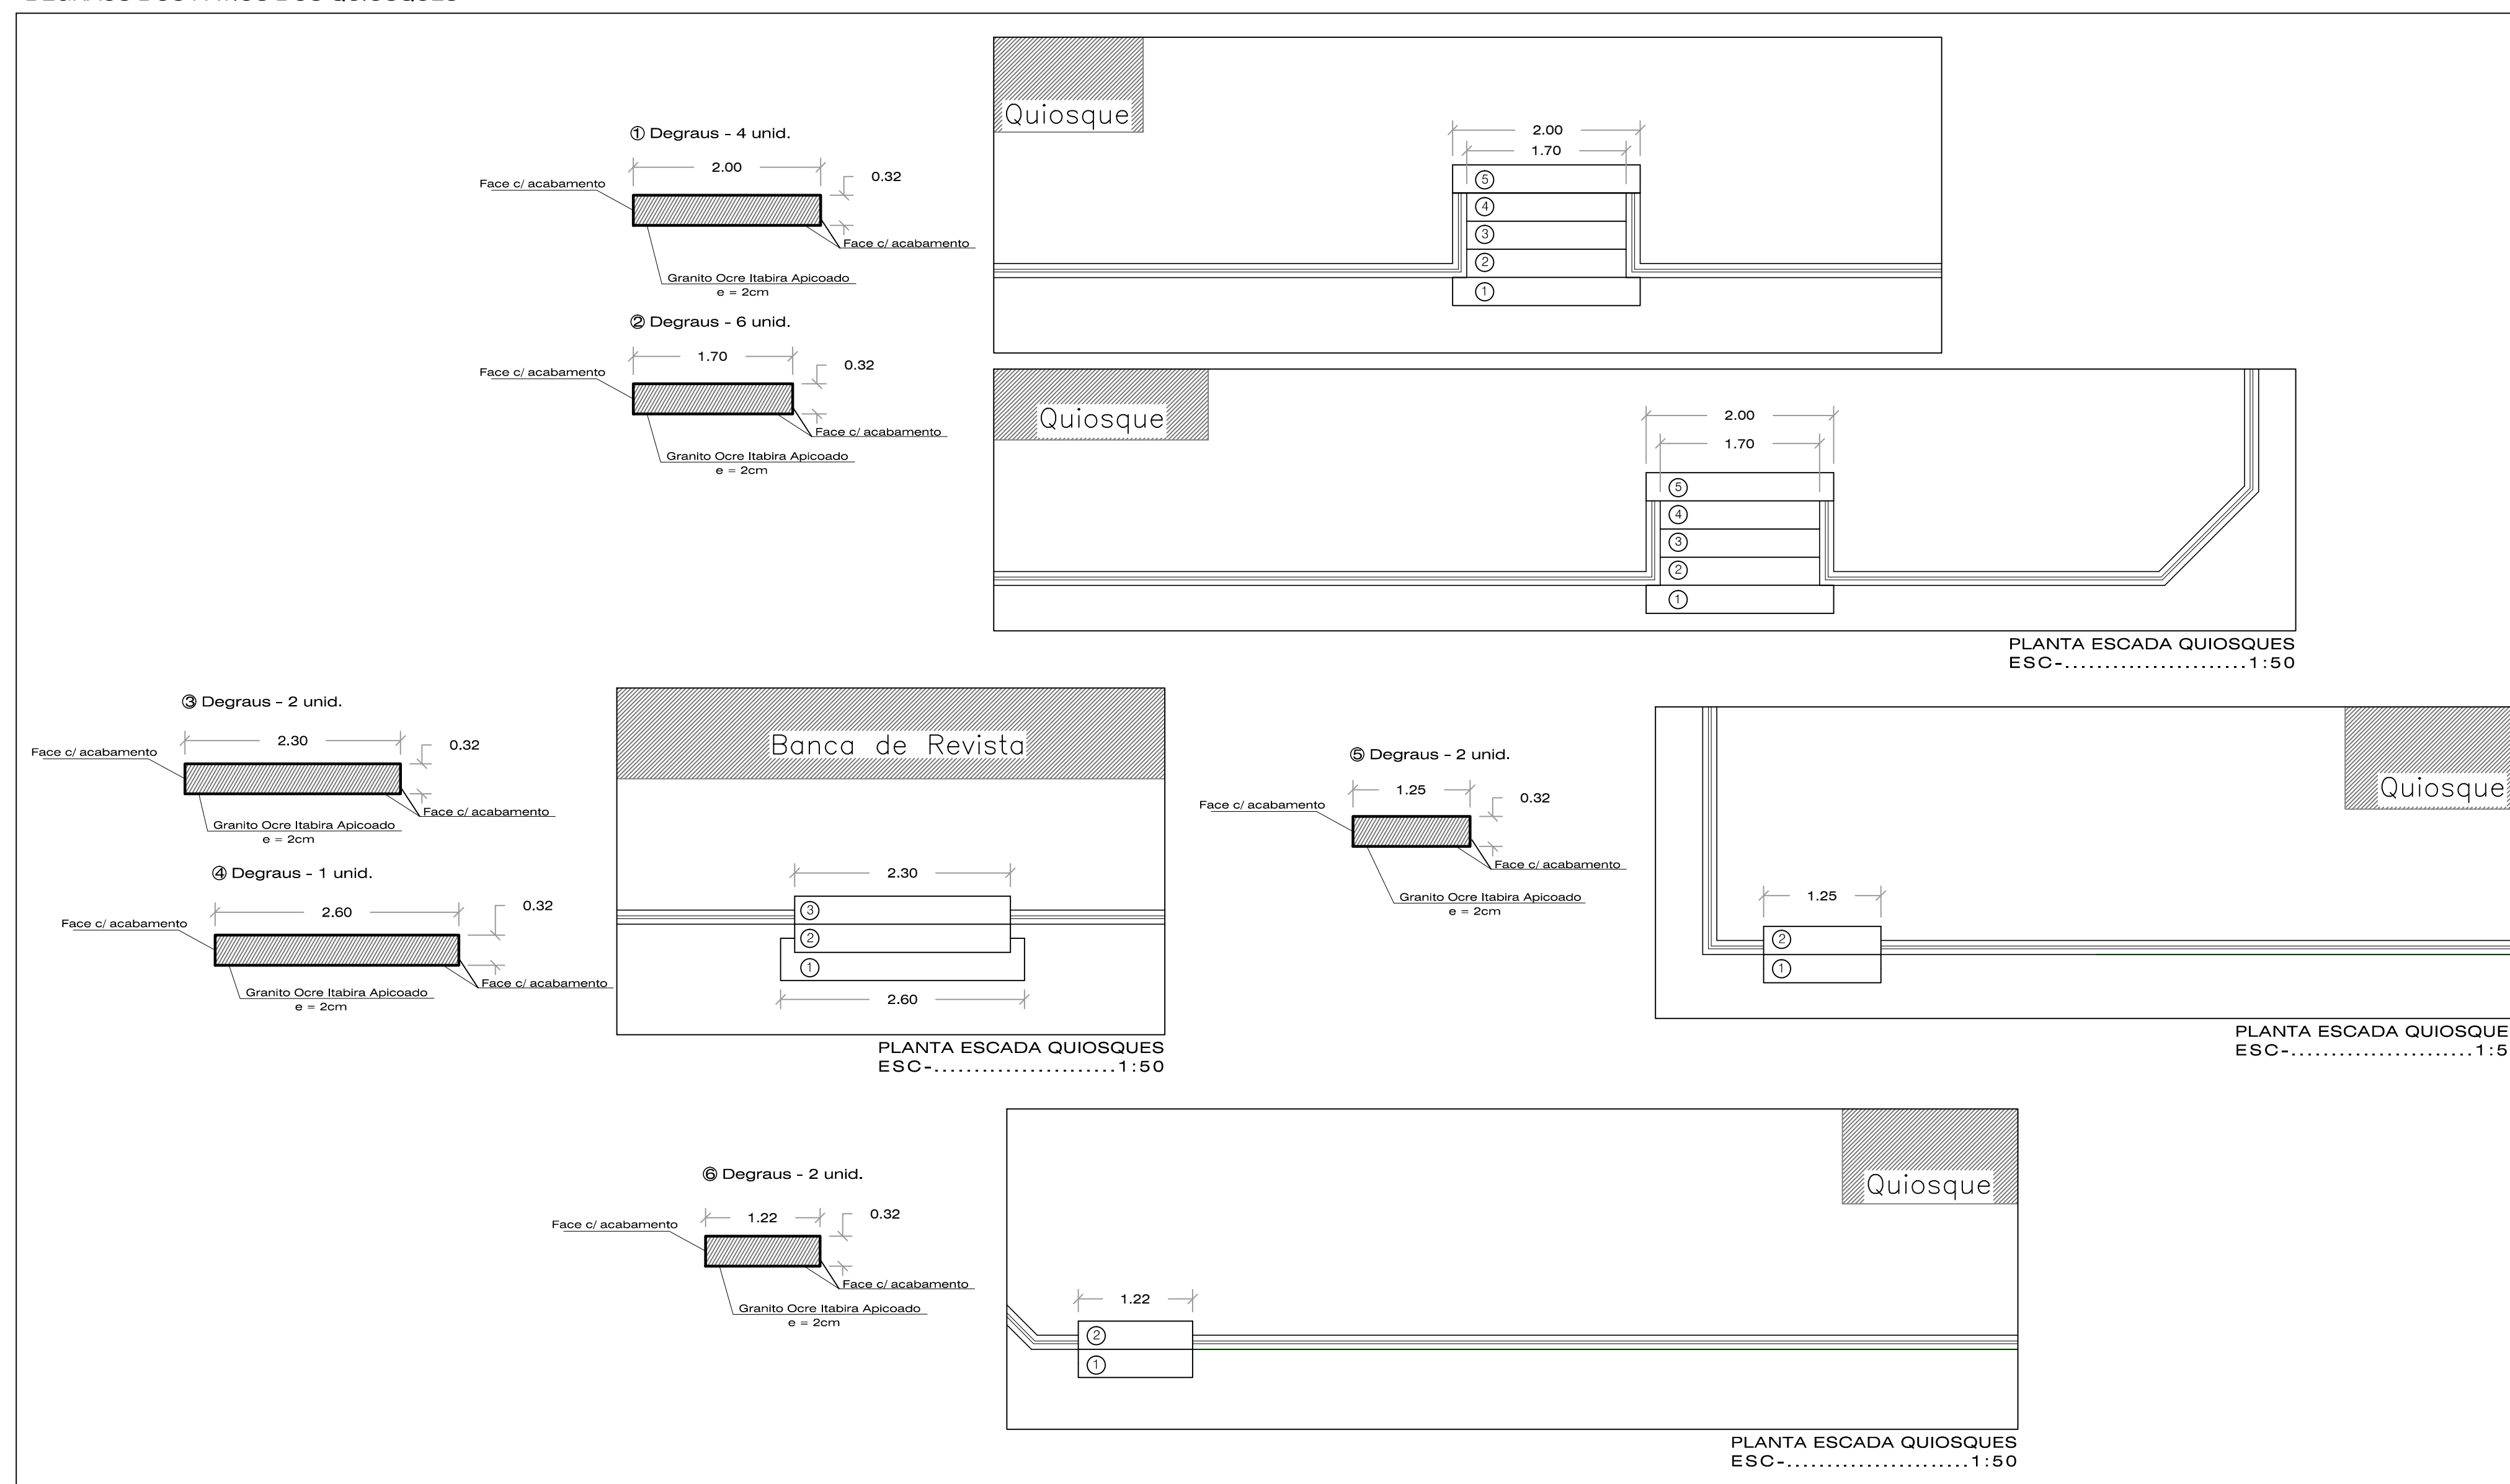 Quiosque
① Degraus - 4 unid.
2.00
0.32
Face c/ acabamento
Face c/ acabamento
Granito Ocre Itabira Apicoado
e = 2cm
2.00
1.70
5
4
3
2
1
② Degraus - 6 unid.
1.70
0.32
Face c/ acabamento
Face c/ acabamento
Granito Ocre Itabira Apicoado
e = 2cm
Quiosque
2.00
1.70
5
4
3
2
1
PLANTA ESCADA QUIOSQUES
ESC-.......................1:50
③ Degraus - 2 unid.
2.30
0.32
Face c/ acabamento
Face c/ acabamento
Granito Ocre Itabira Apicoado
e = 2cm
④ Degraus - 1 unid.
2.60
0.32
Face c/ acabamento
Face c/ acabamento
Granito Ocre Itabira Apicoado
e = 2cm
Banca de Revista
2.30
3
2
1
2.60
PLANTA ESCADA QUIOSQUES
ESC-.......................1:50
⑤ Degraus - 2 unid.
1.25
0.32
Face c/ acabamento
Face c/ acabamento
Granito Ocre Itabira Apicoado
e = 2cm
Quiosque
1.25
2
1
PLANTA ESCADA QUIOSQUE
ESC-.......................1:5
⑥ Degraus - 2 unid.
1.22
0.32
Face c/ acabamento
Face c/ acabamento
Granito Ocre Itabira Apicoado
e = 2cm
Quiosque
1.22
2
1
PLANTA ESCADA QUIOSQUES
ESC-.......................1:50